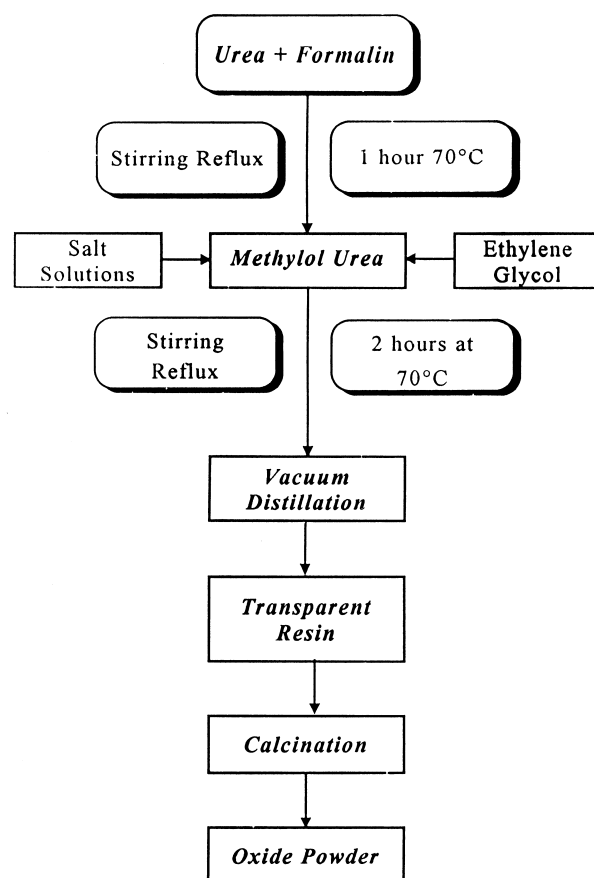 Urea + Formalin
Stirring Reflux
1 hour 70°C
Salt
Solutions
Methylol Urea
Ethylene
Glycol
Stirring
Reflux
2 hours at
70°C
Vacuum
Distillation
Transparent
Resin
Calcination
Oxide Powder